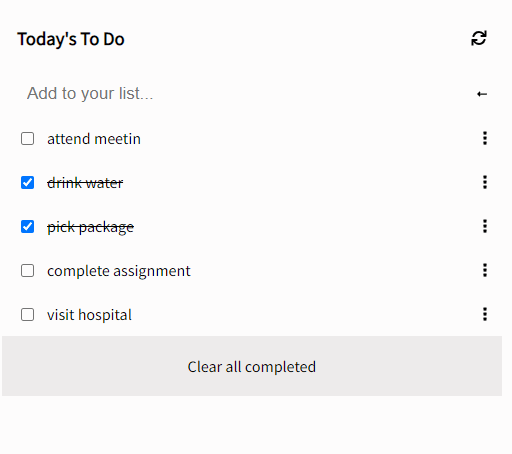 Today's To Do
Add to your list...
attend meetin
drink water
pick package
complete assignment
visit hospital
Clear all completed